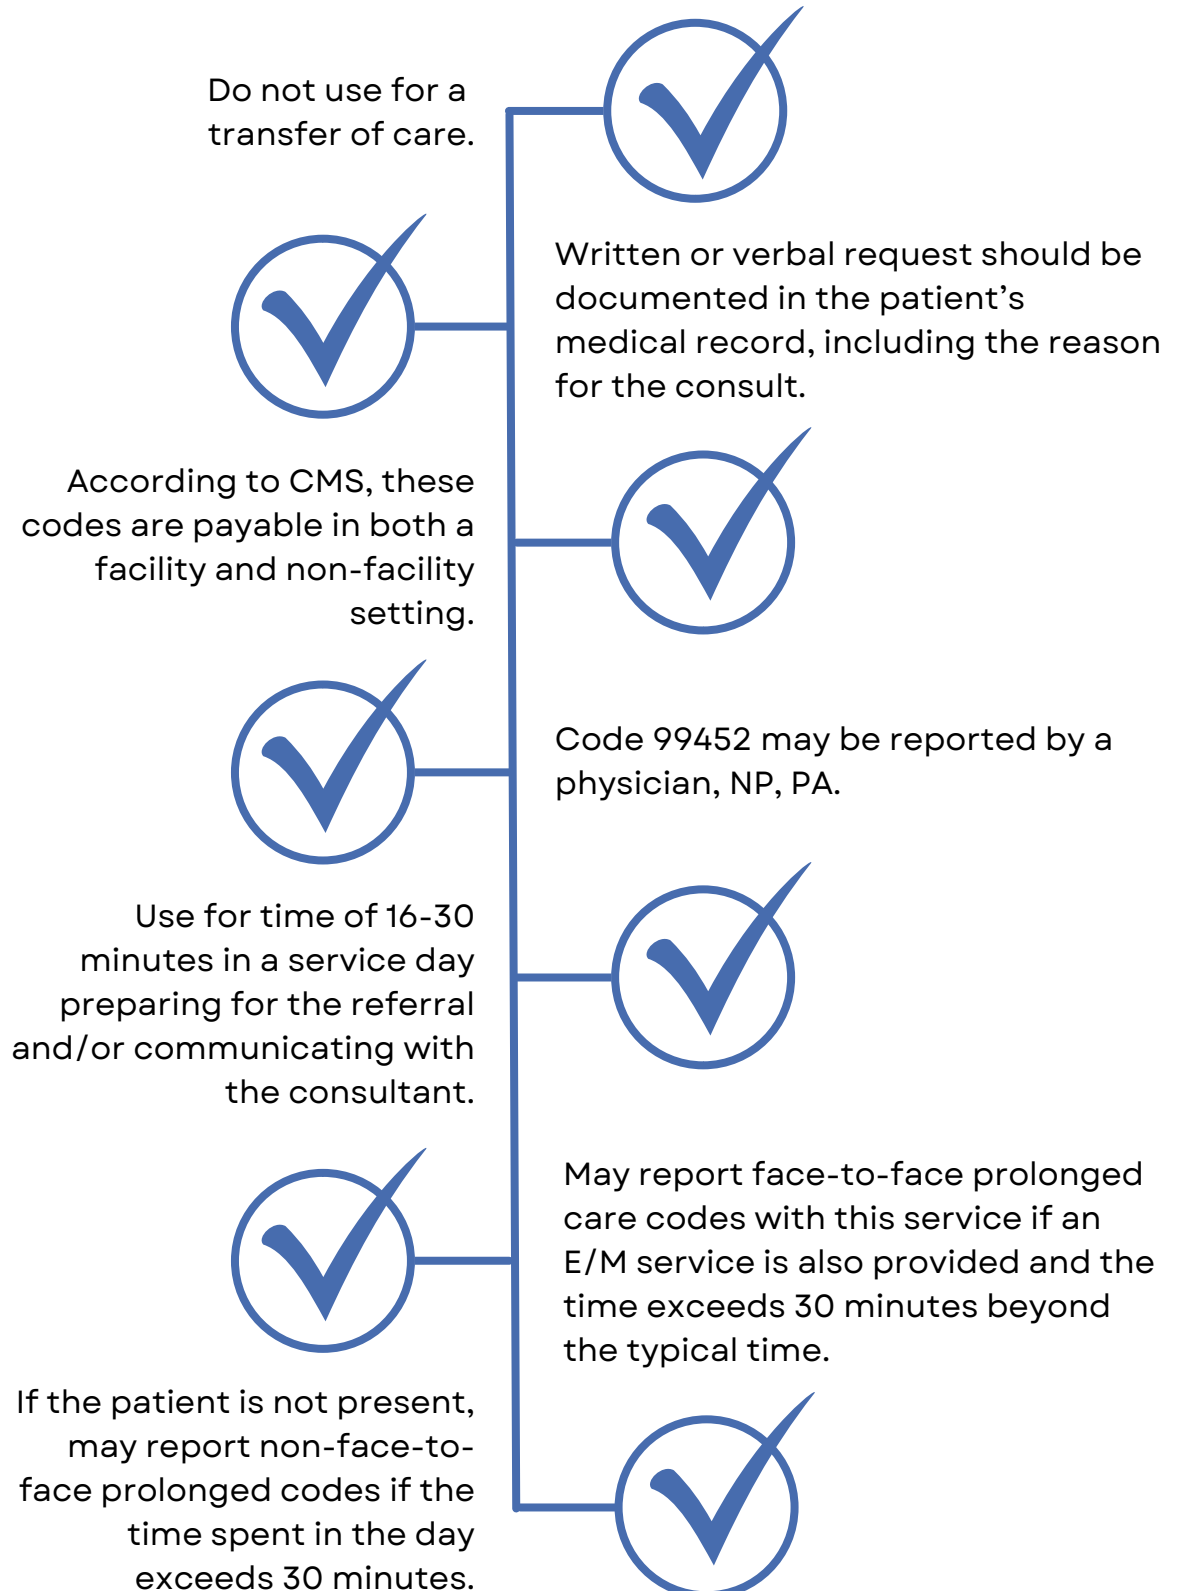 Do not use for a
transfer of care.
Written or verbal request should be
documented in the patient’s
medical record, including the reason
for the consult.
According to CMS, these
codes are payable in both a
facility and non-facility
setting.
Code 99452 may be reported by a
physician, NP, PA.
Use for time of 16-30
minutes in a service day
preparing for the referral
and/or communicating with
the consultant.
May report face-to-face prolonged
care codes with this service if an
E/M service is also provided and the
time exceeds 30 minutes beyond
the typical time.
If the patient is not present,
may report non-face-to-
face prolonged codes if the
time spent in the day
exceeds 30 minutes.